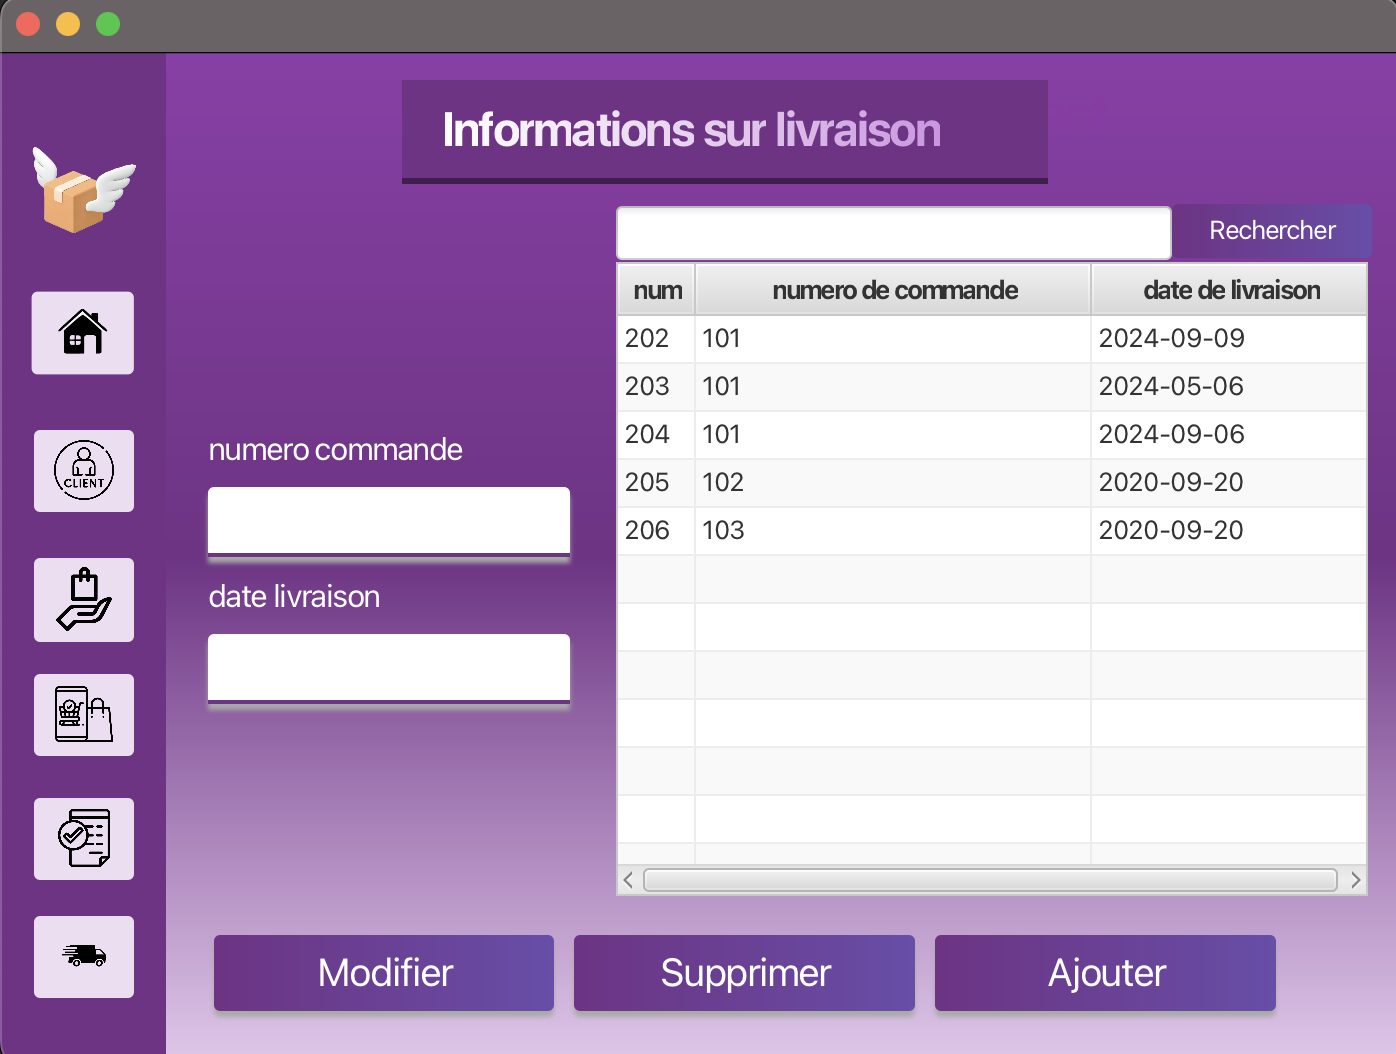 Informations sur livraison
Rechercher
num numero de commande date de livraison
202 101 2024-09-09
203 101 2024-05-06
204 101 2024-09-06
205 102 2020-09-20
206 103 2020-09-20
numero commande
date livraison
CLIENT
Modifier Supprimer Ajouter